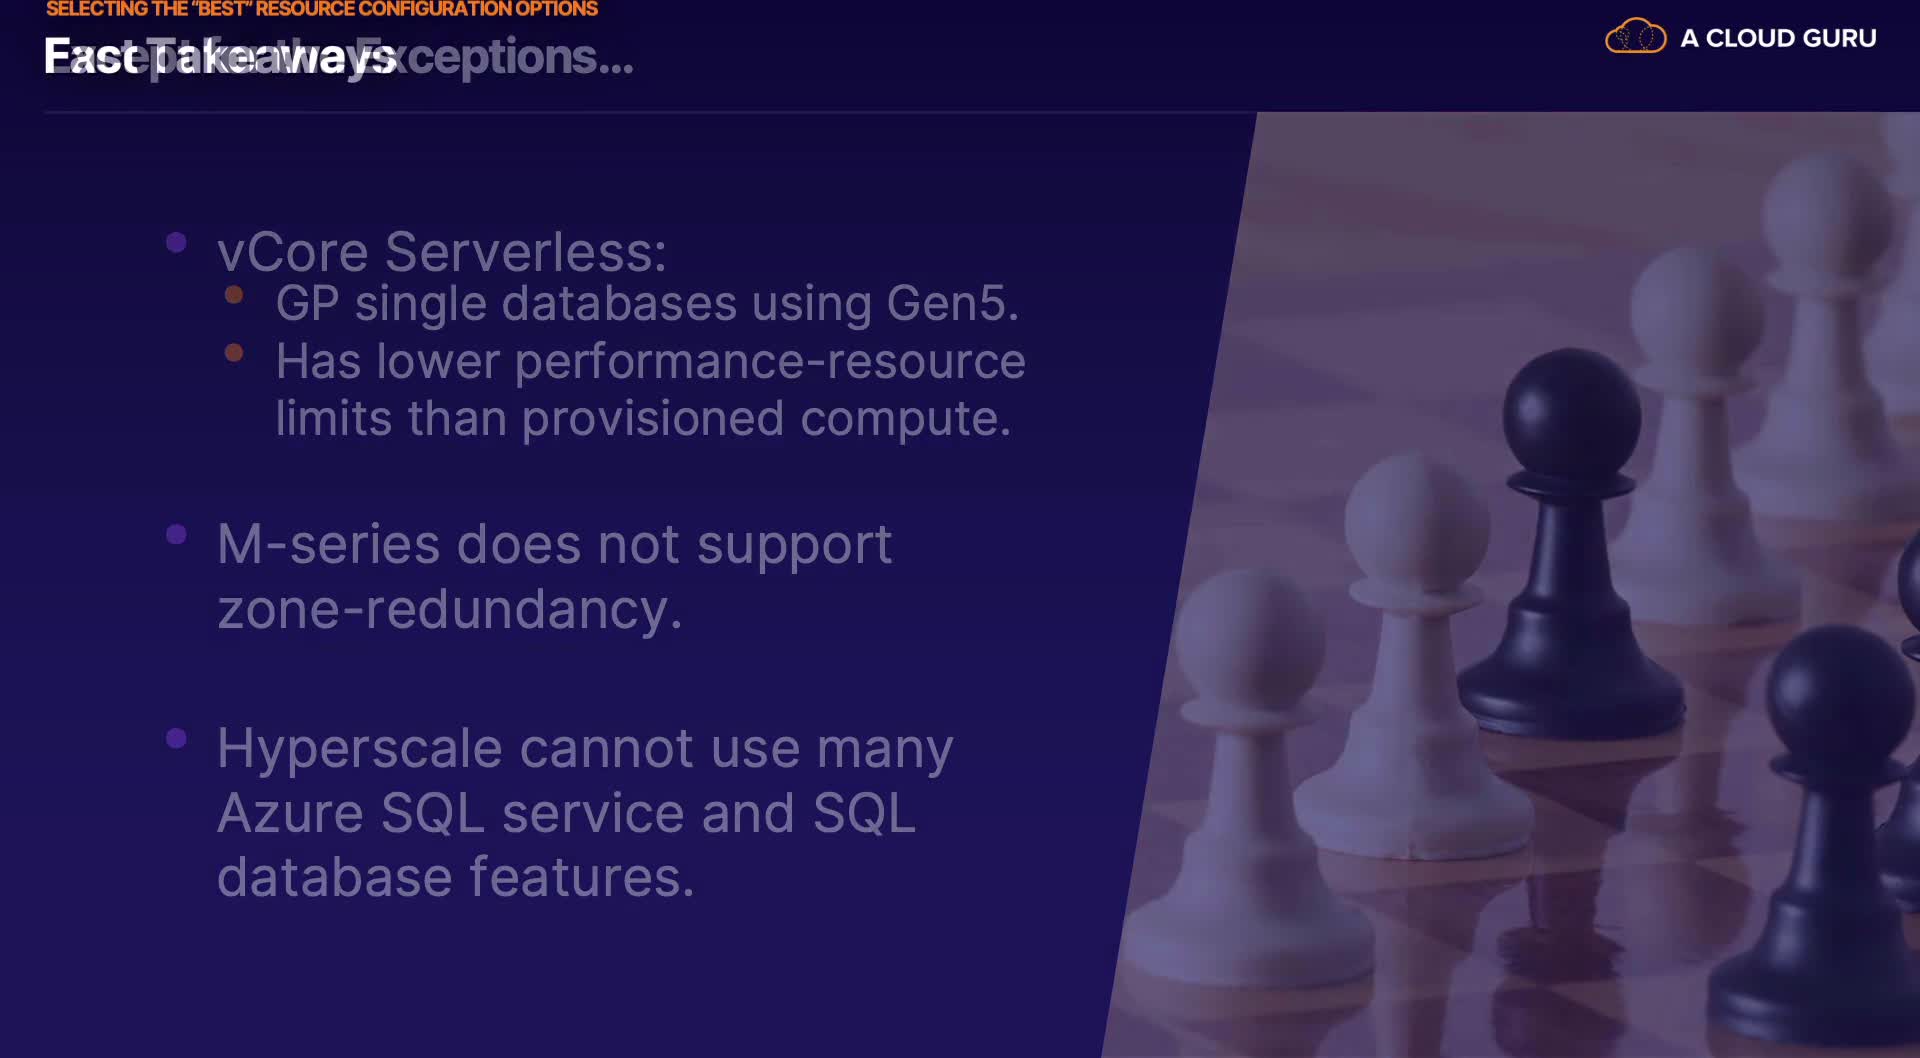 SELECTING THE “BEST” RESOURCE CONFIGURATION OPTIONS
Fast Takeaways
Exceptions...
A CLOUD GURU
vCore Serverless:
GP single databases using Gen5.
Has lower performance-resource
limits than provisioned compute.
M-series does not support
zone-redundancy.
Hyperscale cannot use many
Azure SQL service and SQL
database features.